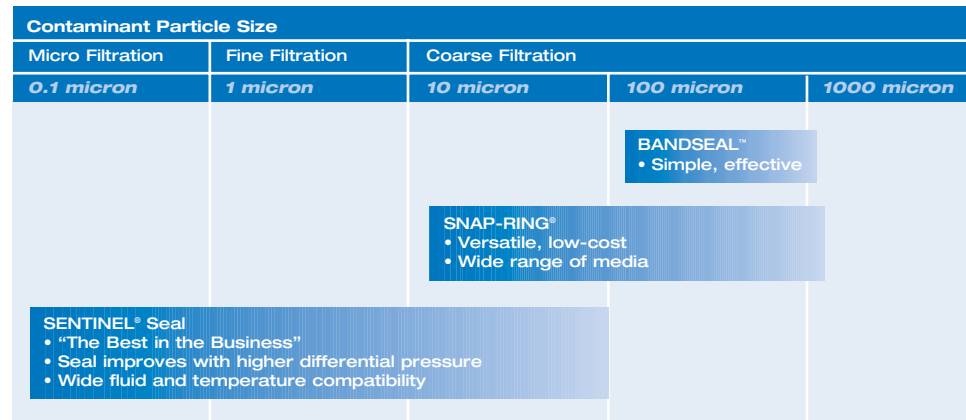 Contaminant Particle Size
Micro Filtration Fine Filtration Coarse Filtration
0.1 micron 1 micron 10 micron 100 micron 1000 micron
BANDSEAL™
• Simple, effective
SNAP-RING®
• Versatile, low-cost
• Wide range of media
SENTINEL® Seal
• “The Best in the Business”
• Seal improves with higher differential pressure
• Wide fluid and temperature compatibility